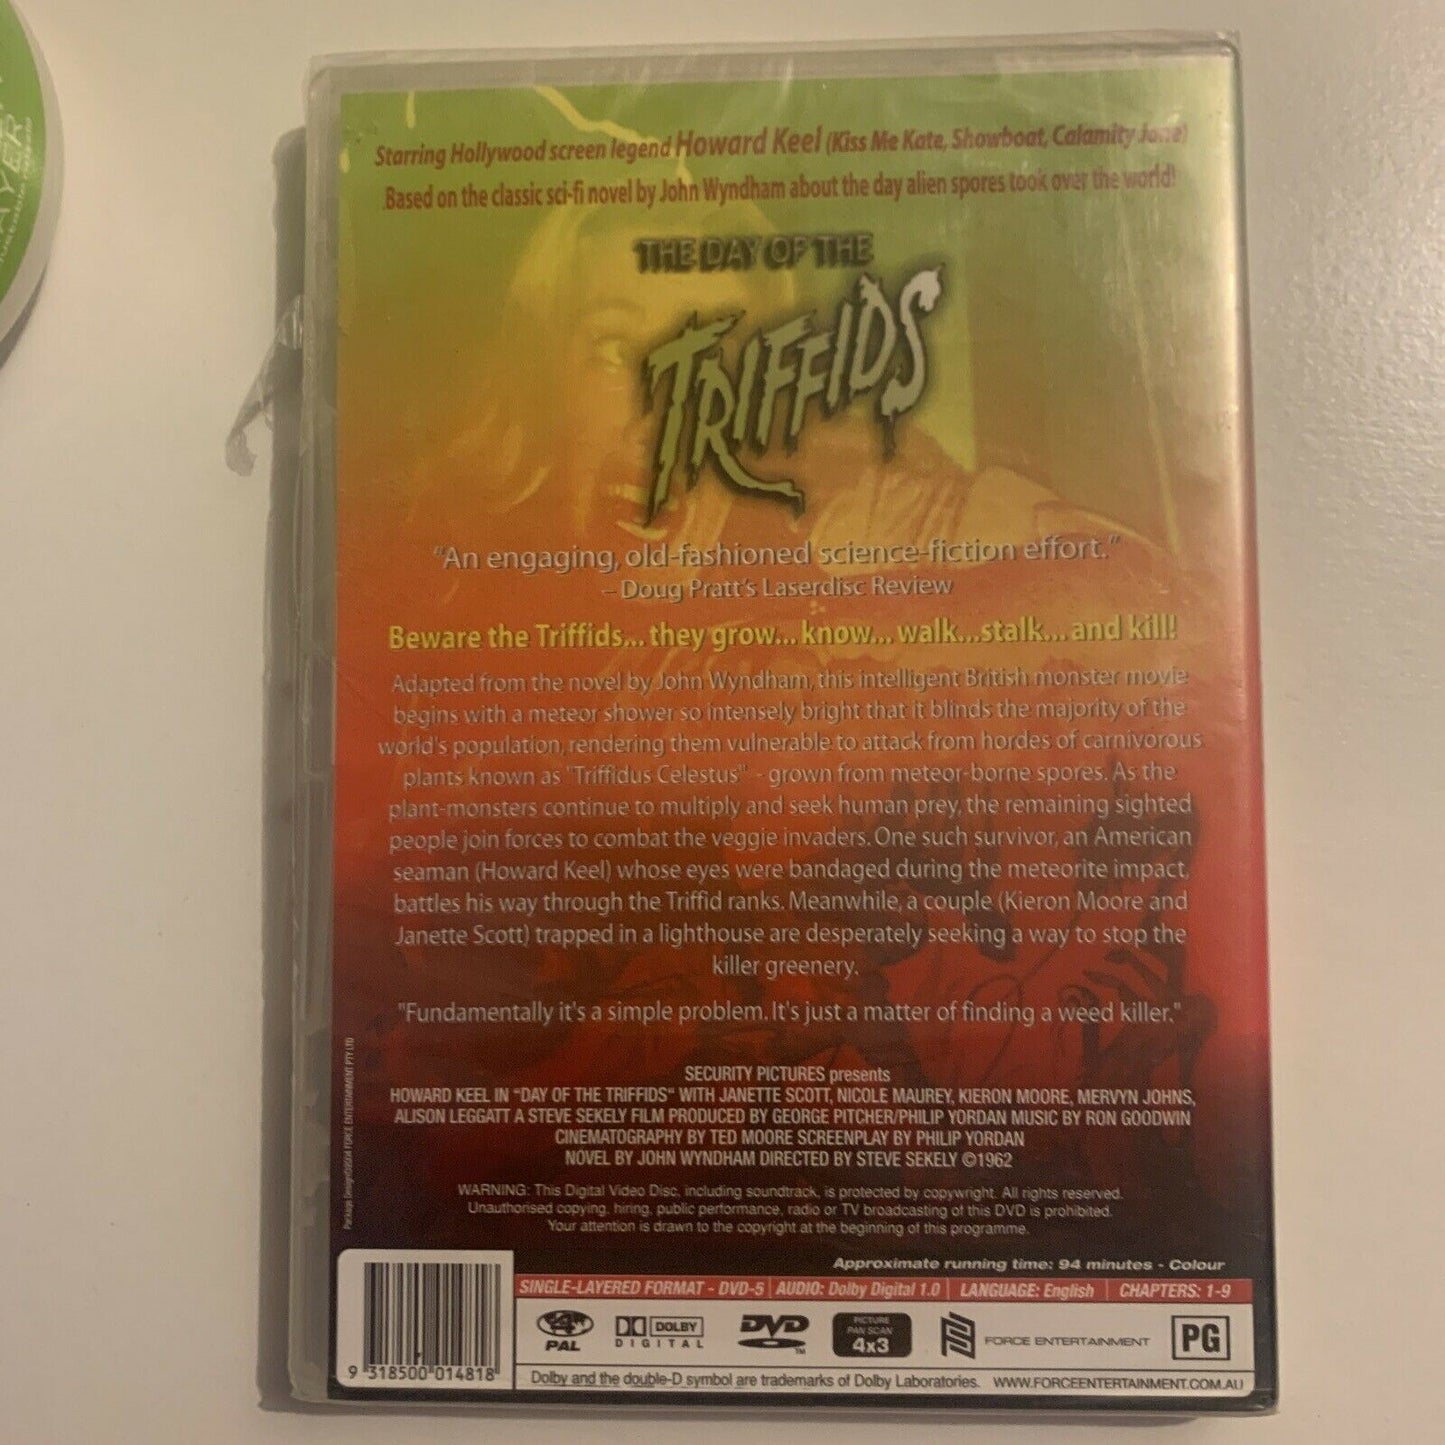 AYER
Starring Hollywood screen legend Howard Keel (Kiss Me Kate, Showboat, Calamity Jane)
Based on the classic sci-fi novel by John Wyndham about the day alien spores took over the world!
THE DAY OF THE
TRIFFIDS
"An engaging, old-fashioned science-fiction effort."
– Doug Pratt's Laserdisc Review
Beware the Triffids... they grow... know... walk...stalk... and kill!
Adapted from the novel by John Wyndham, this intelligent British monster movie
begins with a meteor shower so intensely bright that it blinds the majority of the
world's population, rendering them vulnerable to attack from hordes of carnivorous
plants known as "Triffidus Celestus" - grown from meteor-borne spores. As the
plant-monsters continue to multiply and seek human prey, the remaining sighted
people join forces to combat the veggie invaders. One such survivor, an American
seaman (Howard Keel) whose eyes were bandaged during the meteorite impact,
battles his way through the Triffid ranks. Meanwhile, a couple (Kieron Moore and
Janette Scott) trapped in a lighthouse are desperately seeking a way to stop the
killer greenery.
"Fundamentally it's a simple problem. It's just a matter of finding a weed killer."
SECURITY PICTURES presents
HOWARD KEEL IN "DAY OF THE TRIFFIDS" WITH JANETTE SCOTT, NICOLE MAUREY, KIERON MOORE, MERVYN JOHNS,
ALISON LEGGATT A STEVE SEKELY FILM PRODUCED BY GEORGE PITCHER/PHILIP YORDAN MUSIC BY RON GOODWIN
CINEMATOGRAPHY BY TED MOORE SCREENPLAY BY PHILIP YORDAN
NOVEL BY JOHN WYNDHAM DIRECTED BY STEVE SEKELY ©1962
WARNING: This Digital Video Disc, including soundtrack, is protected by copywright. All rights reserved.
Unauthorised copying, hiring, public performance, radio or TV broadcasting of this DVD is prohibited.
Your attention is drawn to the copyright at the beginning of this programme.
Package Design©2004 FORCE ENTERTAINMENT PTY LTD
Approximate running time: 94 minutes - Colour
SINGLE-LAYERED FORMAT - DVD-5 | AUDIO: Dolby Digital 1.0 | LANGUAGE: English | CHAPTERS: 1-9
PAL
DOLBY
DIGITAL
DVD
PICTURE
PAN SCAN
4x3
FORCE ENTERTAINMENT
PG
9 318500 014818
Dolby and the double-D symbol are trademarks of Dolby Laboratories. WWW.FORCEENTERTAINMENT.COM.AU